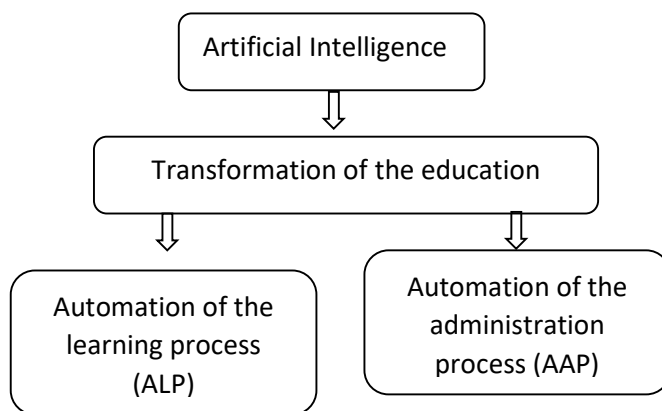 Artificial Intelligence
Transformation of the education
Automation of the
learning process
(ALP)
Automation of the
administration
process (AAP)